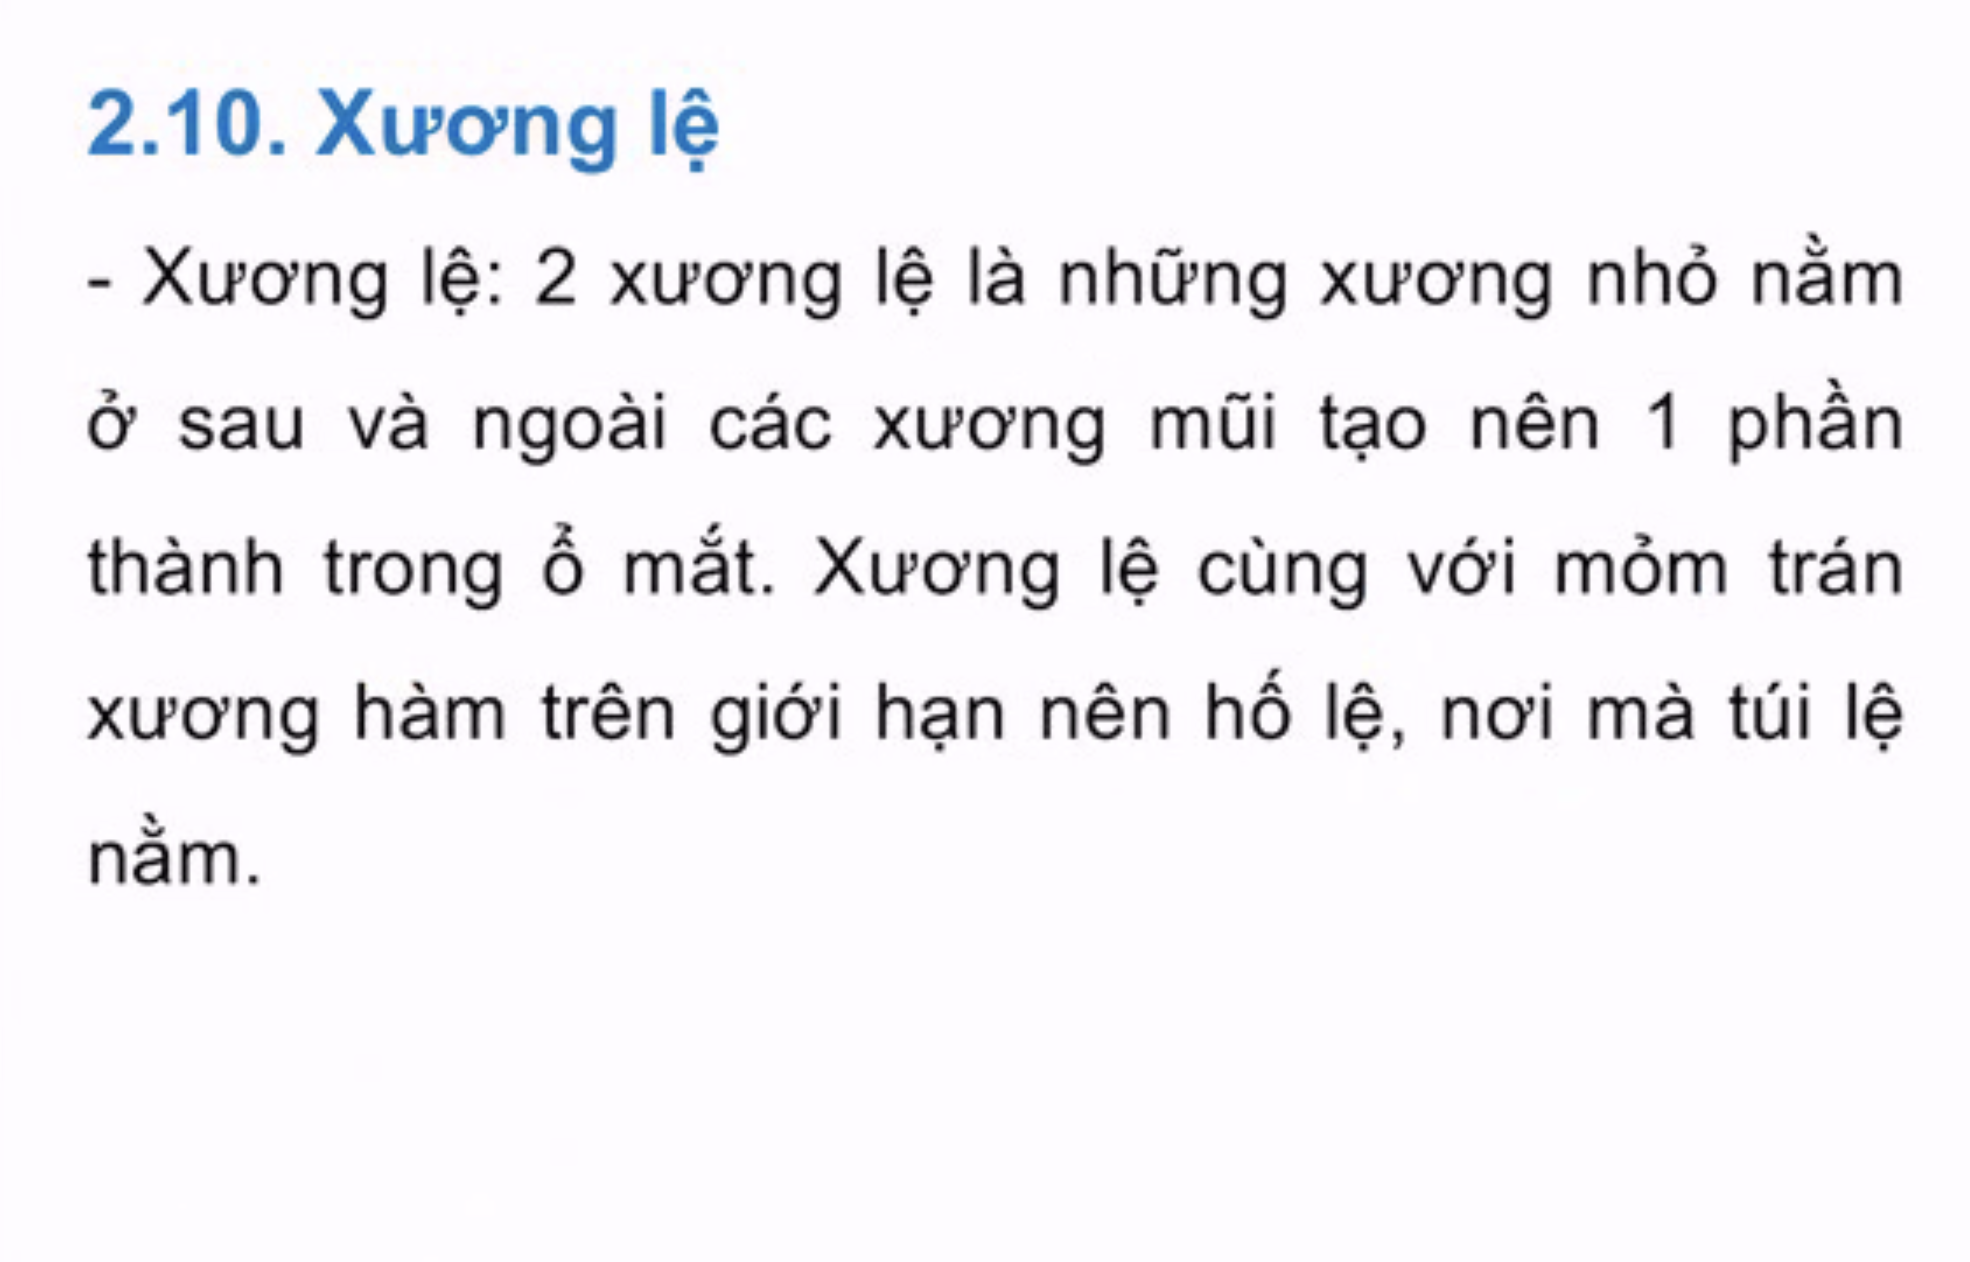 2.10. Xương lệ
- Xương lệ: 2 xương lệ là những xương nhỏ nằm
ở sau và ngoài các xương mũi tạo nên 1 phần
thành trong ổ mắt. Xương lệ cùng với mỏm trán
xương hàm trên giới hạn nên hố lệ, nơi mà túi lệ
nằm.